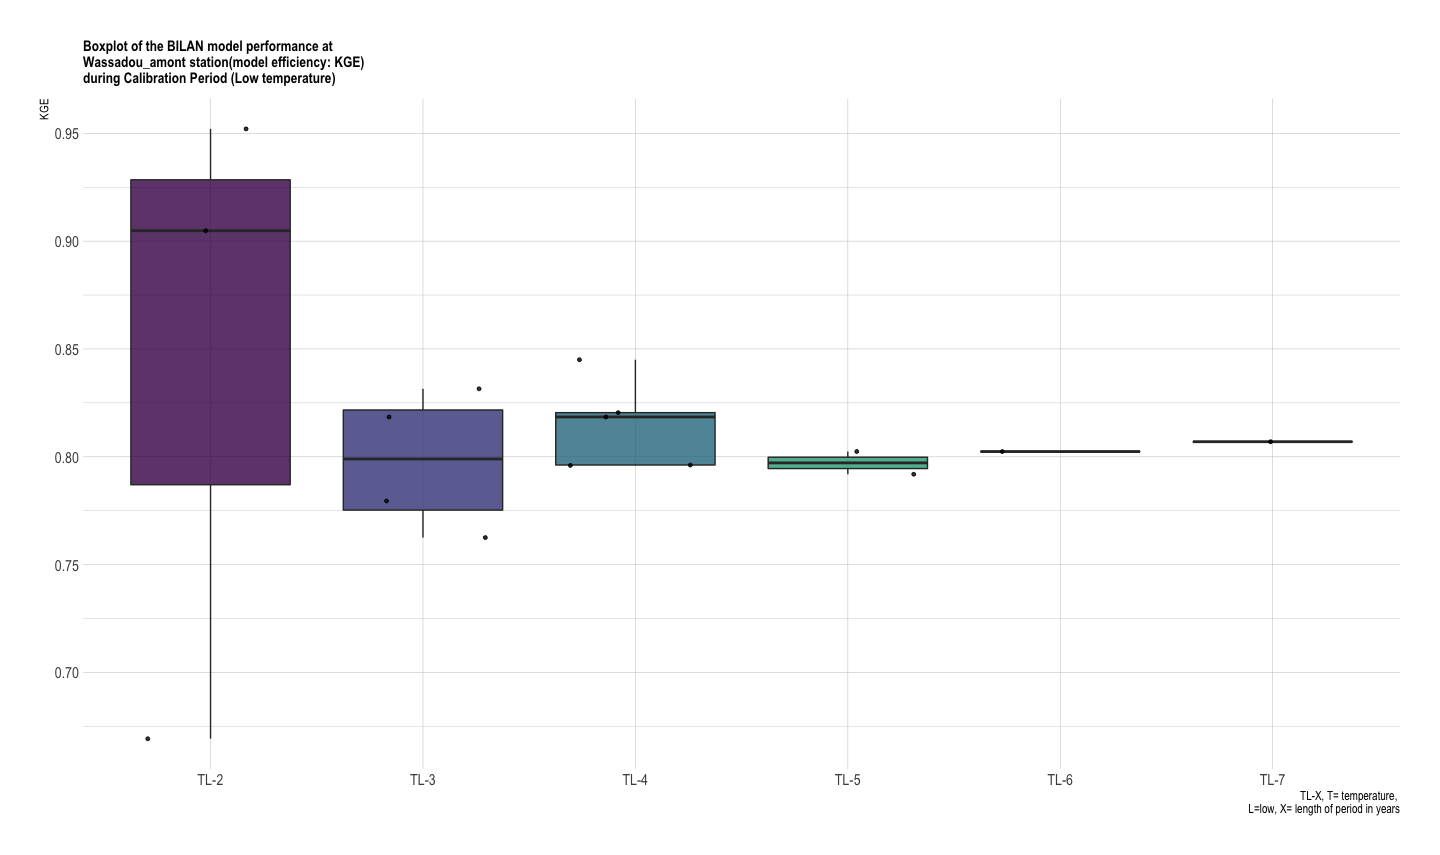 Boxplot of the BILAN model performance at
Wassadou_amont station(model efficiency: KGE)
during Calibration Period (Low temperature)
KGE
0.95
0.90
0.85
0.80
0.75
0.70
TL-2 TL-3 TL-4 TL-5 TL-6 TL-7
TL-X, T= temperature,
L=low, X= length of period in years